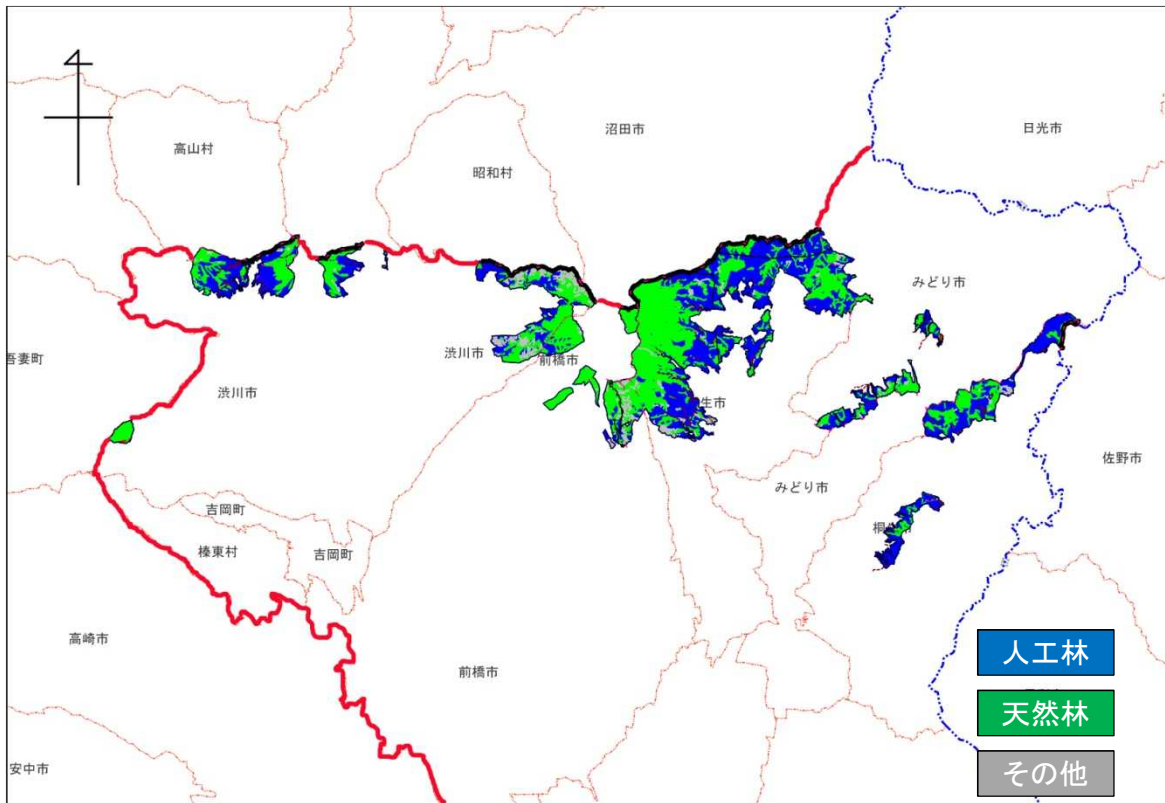 沼田市
日光市
高山村
昭和村
みどり市
渋川市
前橋市
吾妻町
渋川市
生市
佐野市
みどり市
吉岡町
榛東村
吉岡町
高崎市
前橋市
人工林
天然林
その他
安中市